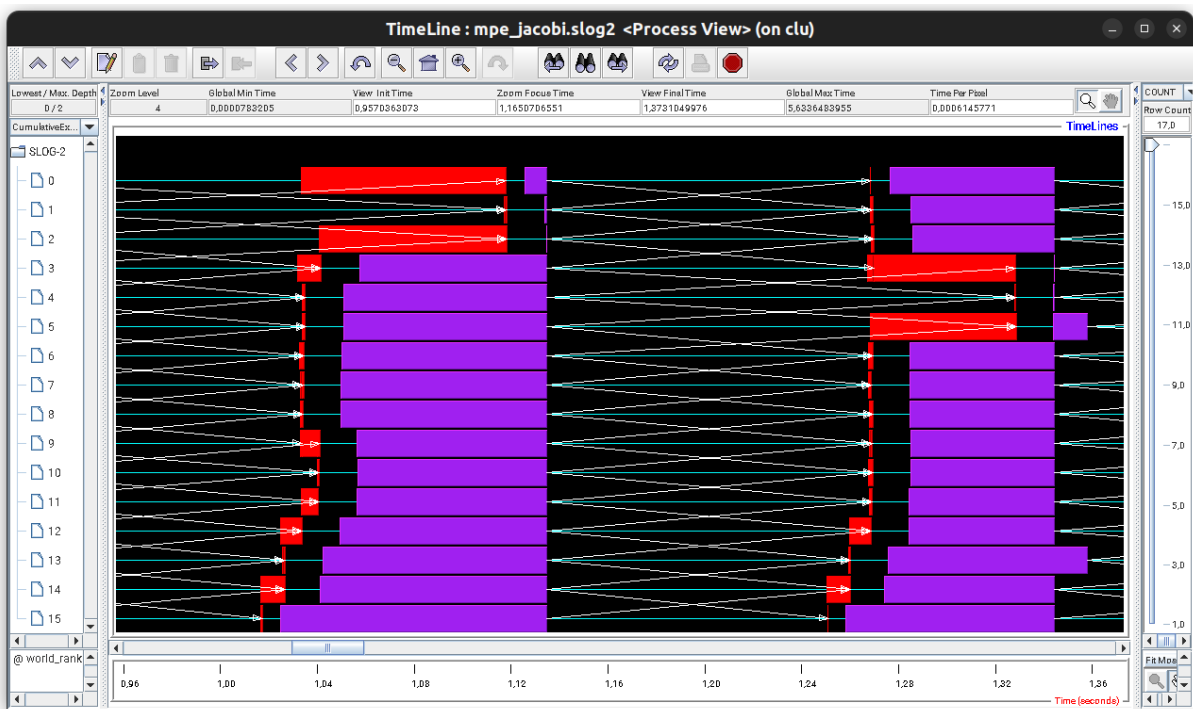 TimeLine : mpe_jacobi.slog2 <Process View> (on clu)
Lowest / Max. Depth
0 / 2
CumulativeEx...
Zoom Level
4
Global Min Time
0,0007832D5
View Init Time
0,9570363073
Zoom Focus Time
1,1650706551
View Final Time
1,3731049976
Global Max Time
5,6336483955
Time Per Pixel
0,0006145771
COUNT
Row Count
17,0
TimeLines
SLOG-2
0
1
2
3
4
5
6
7
8
9
10
11
12
13
14
15
15,0
13,0
11,0
9,0
7,0
5,0
3,0
1,0
@ world_rank
Fit Mos
0,96
1,00
1,04
1,08
1,12
1,16
1,20
1,24
1,28
1,32
1,36
Time (seconds)